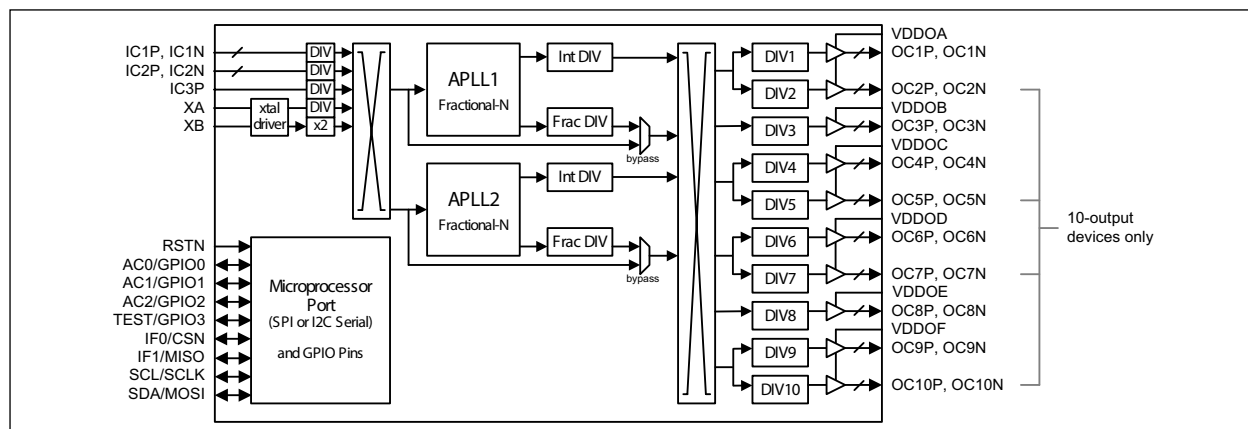 IC1P, IC1N
IC2P, IC2N
IC3P
XA
XB
xtal
driver
DIV
DIV
DIV
DIV
x2
APLL1
Fractional-N
Int DIV
Frac DIV
bypass
APLL2
Fractional-N
Int DIV
Frac DIV
bypass
RSTN
AC0/GPIO0
AC1/GPIO1
AC2/GPIO2
TEST/GPIO3
IF0/CSN
IF1/MISO
SCL/SCLK
SDA/MOSI
Microprocessor
Port
(SPI or I2C Serial)
and GPIO Pins
DIV1
DIV2
DIV3
DIV4
DIV5
DIV6
DIV7
DIV8
DIV9
DIV10
VDDOA
OC1P, OC1N
OC2P, OC2N
VDDOB
OC3P, OC3N
VDDOC
OC4P, OC4N
OC5P, OC5N
VDDOD
OC6P, OC6N
OC7P, OC7N
VDDOE
OC8P, OC8N
VDDOF
OC9P, OC9N
OC10P, OC10N
10-output
devices only